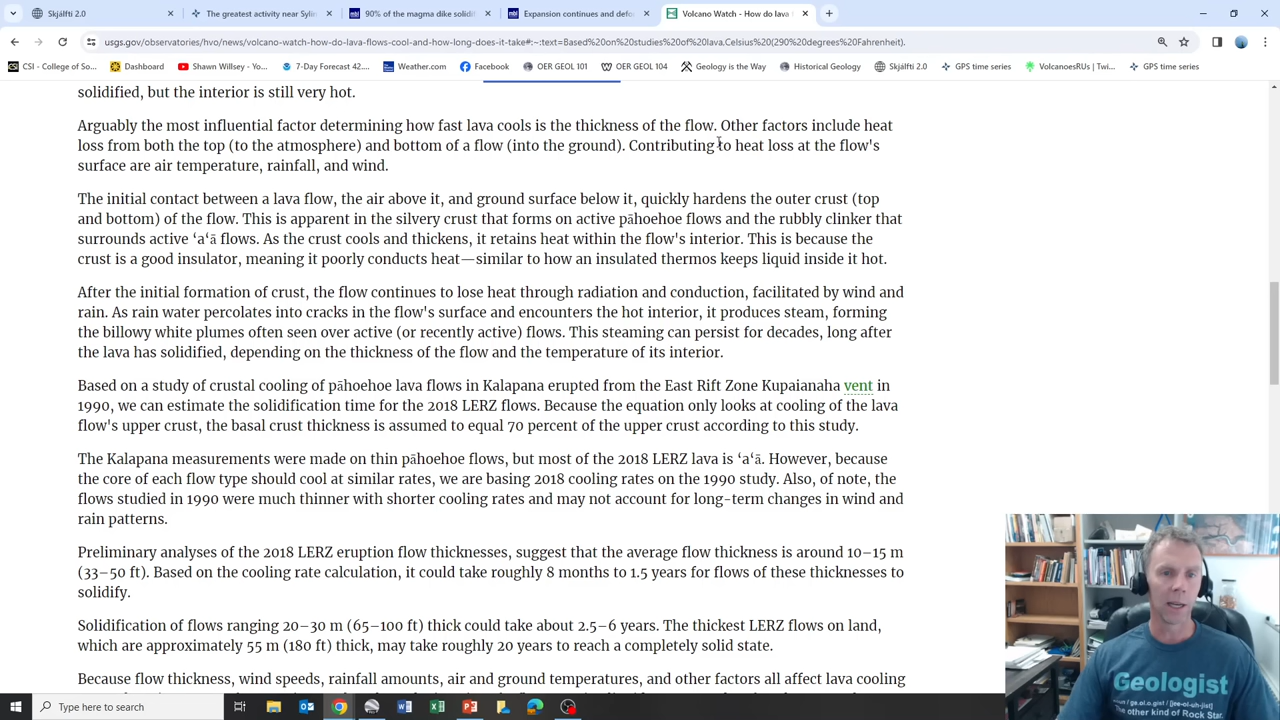 Skjálfti 2.0
The greatest activity near Sylin
90% of the magma dike solidif
Expansion continues and defo
Volcano Watch - How do lava
usgs.gov/observatories/hvo/news/volcano-watch-how-do-lava-flows-cool-and-how-long-does-it-take#:~:text=Based%20on%20studies%20of%20lava,Celsius%20(290%20degrees%20Fahrenheit).
CSI - College of So...
Dashboard
Shawn Willsey - Yo...
7-Day Forecast 42....
Weather.com
Facebook
OER GEOL 101
OER GEOL 104
Geology is the Way
Historical Geology
Skjálfti 2.0
GPS time series
VolcanoesRUs | Twi...
GPS time series
solidified, but the interior is still very hot.
Arguably the most influential factor determining how fast lava cools is the thickness of the flow. Other factors include heat
loss from both the top (to the atmosphere) and bottom of a flow (into the ground). Contributing to heat loss at the flow's
surface are air temperature, rainfall, and wind.
The initial contact between a lava flow, the air above it, and ground surface below it, quickly hardens the outer crust (top
and bottom) of the flow. This is apparent in the silvery crust that forms on active pāhoehoe flows and the rubbly clinker that
surrounds active ‘a‘ā flows. As the crust cools and thickens, it retains heat within the flow's interior. This is because the
crust is a good insulator, meaning it poorly conducts heat—similar to how an insulated thermos keeps liquid inside it hot.
After the initial formation of crust, the flow continues to lose heat through radiation and conduction, facilitated by wind and
rain. As rain water percolates into cracks in the flow's surface and encounters the hot interior, it produces steam, forming
the billowy white plumes often seen over active (or recently active) flows. This steaming can persist for decades, long after
the lava has solidified, depending on the thickness of the flow and the temperature of its interior.
Based on a study of crustal cooling of pāhoehoe lava flows in Kalapana erupted from the East Rift Zone Kupaianaha vent in
1990, we can estimate the solidification time for the 2018 LERZ flows. Because the equation only looks at cooling of the lava
flow's upper crust, the basal crust thickness is assumed to equal 70 percent of the upper crust according to this study.
The Kalapana measurements were made on thin pāhoehoe flows, but most of the 2018 LERZ lava is ‘a‘ā. However, because
the core of each flow type should cool at similar rates, we are basing 2018 cooling rates on the 1990 study. Also, of note, the
flows studied in 1990 were much thinner with shorter cooling rates and may not account for long-term changes in wind and
rain patterns.
Preliminary analyses of the 2018 LERZ eruption flow thicknesses, suggest that the average flow thickness is around 10–15 m
(33–50 ft). Based on the cooling rate calculation, it could take roughly 8 months to 1.5 years for flows of these thicknesses to
solidify.
Solidification of flows ranging 20–30 m (65–100 ft) thick could take about 2.5–6 years. The thickest LERZ flows on land,
which are approximately 55 m (180 ft) thick, may take roughly 20 years to reach a completely solid state.
Because flow thickness, wind speeds, rainfall amounts, air and ground temperatures, and other factors all affect lava cooling
Geologist
the other kind of Rock Star.
Type here to search